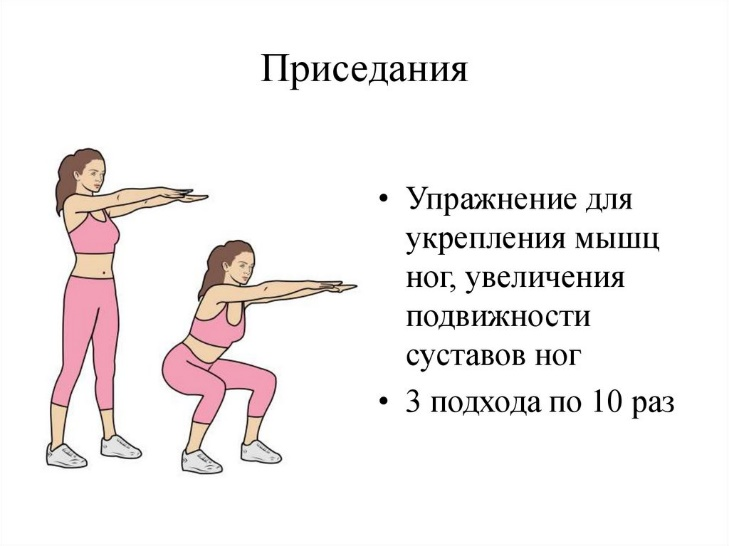 Приседания
• Упражнение для
укрепления мышц
ног, увеличения
подвижности
суставов ног
• 3 подхода по 10 раз